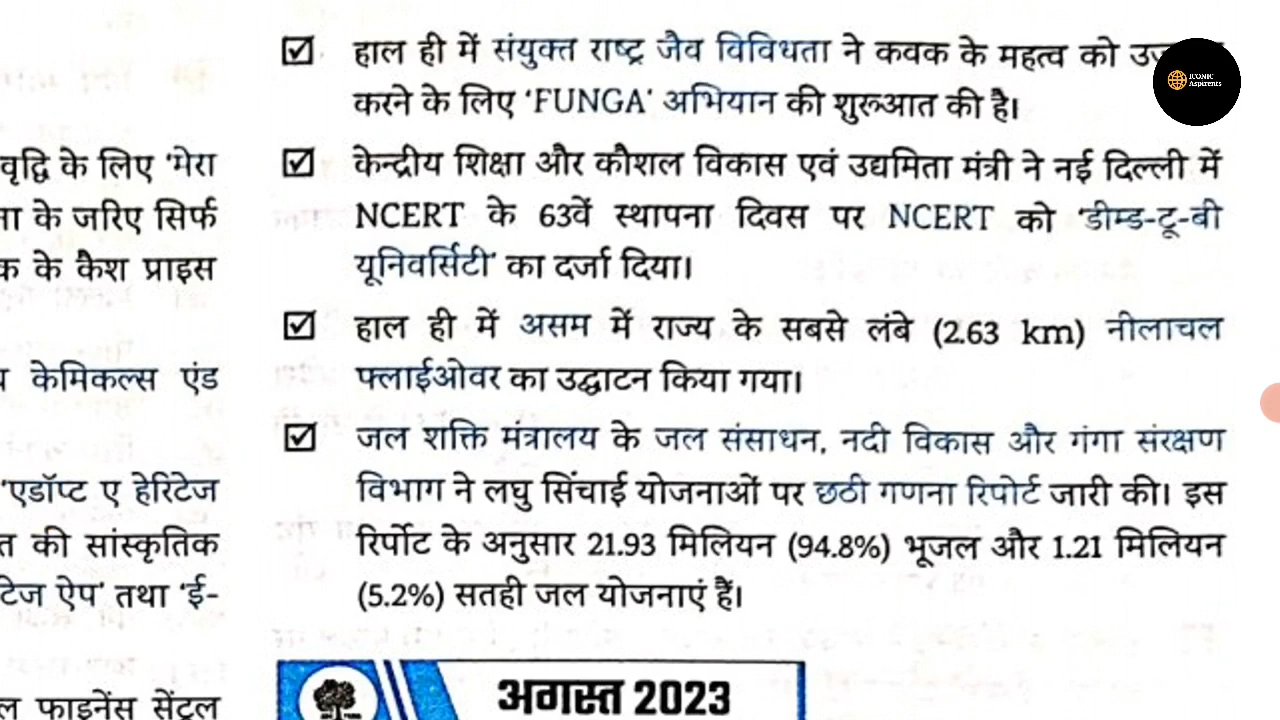 वृद्धि के लिए 'मेरा
ना के जरिए सिर्फ
क के कैश प्राइस
केमिकल्स एंड
'एडॉप्ट ए हेरिटेज
त की सांस्कृतिक
टेज ऐप' तथा 'ई-
ल फाइनेंस सेंट्रल
हाल ही में संयुक्त राष्ट्र जैव विविधता ने कवक के महत्व को
करने के लिए 'FUNGA' अभियान की शुरूआत की है।
केन्द्रीय शिक्षा और कौशल विकास एवं उद्यमिता मंत्री ने नई दिल्ली में
NCERT के 63वें स्थापना दिवस पर NCERT को 'डीम्ड-टू-बी
यूनिवर्सिटी' का दर्जा दिया।
हाल ही में असम में राज्य के सबसे लंबे (2.63 km) नीलाचल
फ्लाईओवर का उद्घाटन किया गया।
जल शक्ति मंत्रालय के जल संसाधन, नदी विकास और गंगा संरक्षण
विभाग ने लघु सिंचाई योजनाओं पर छठी गणना रिपोर्ट जारी की। इस
रिर्पोट के अनुसार 21.93 मिलियन (94.8%) भूजल और 1.21 मिलियन
(5.2%) सतही जल योजनाएं हैं।
अगस्त 2023
ICONIC
Aspirents